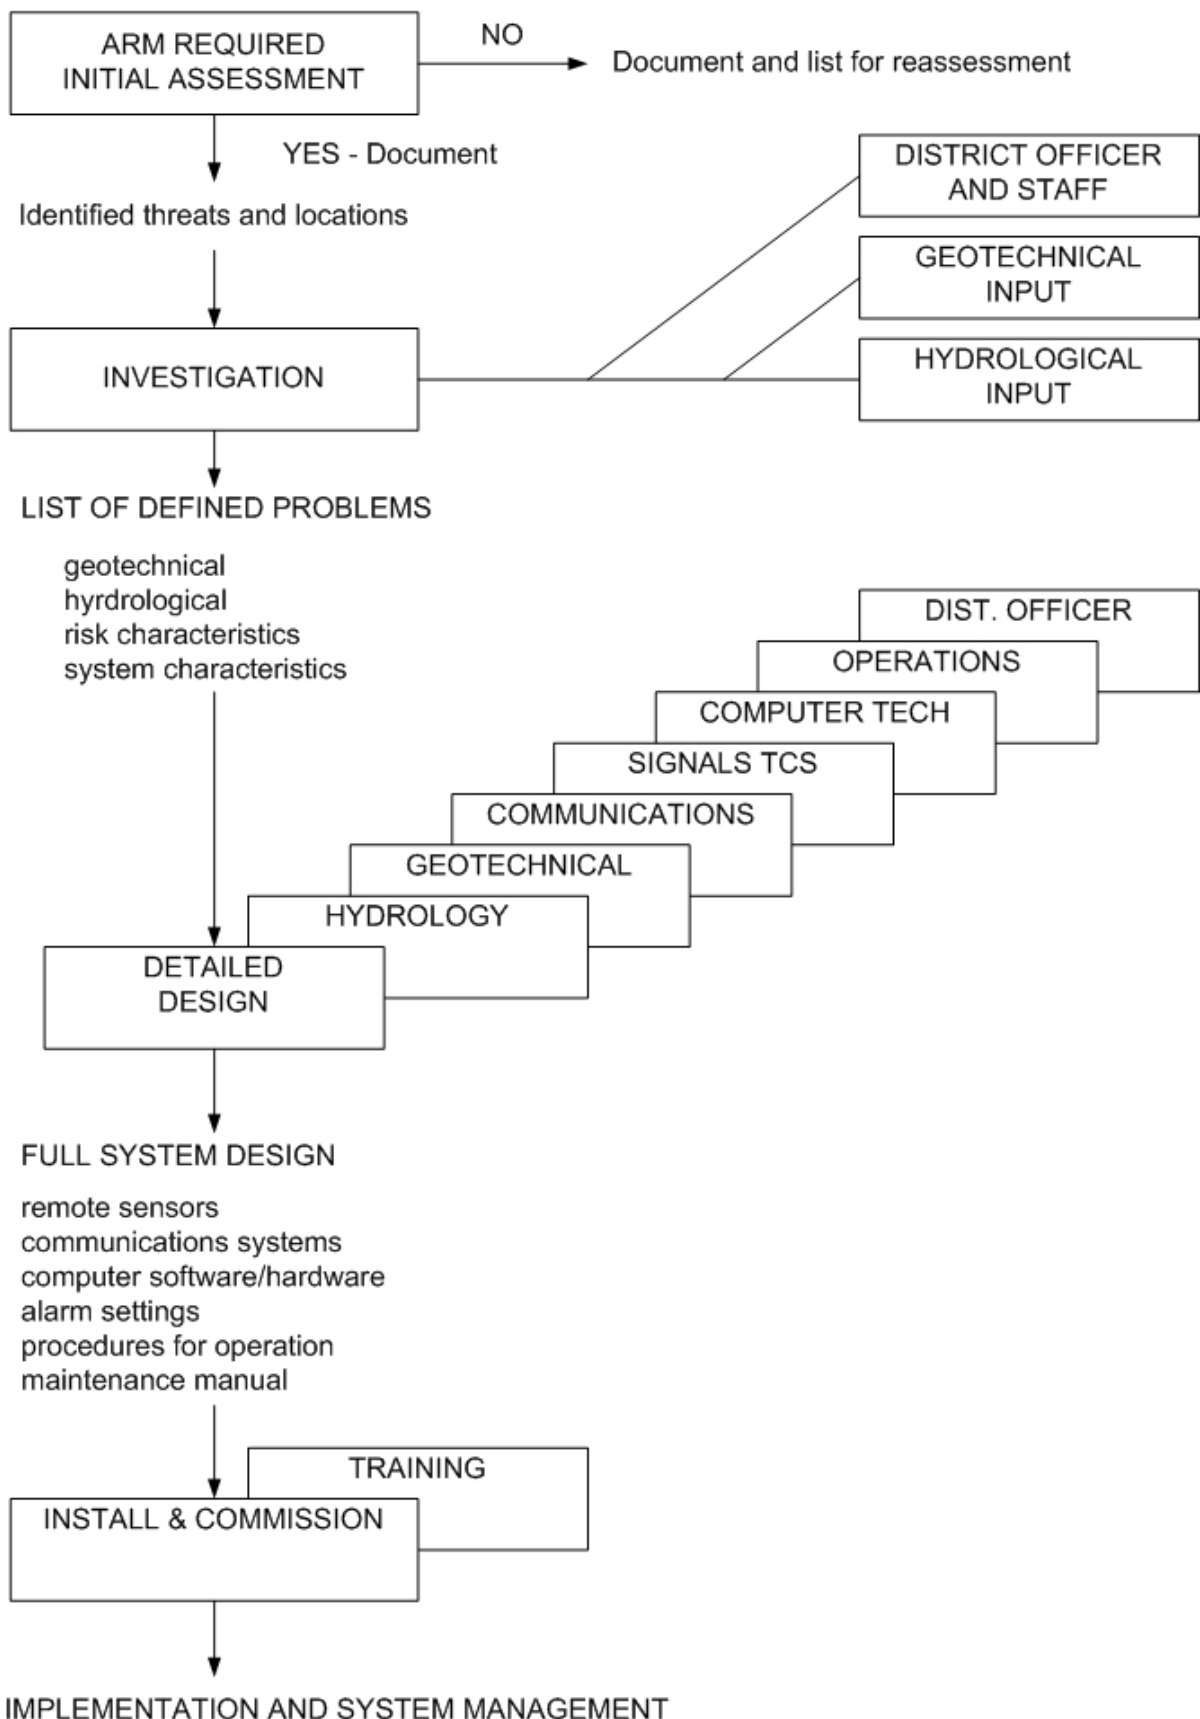 ARM REQUIRED
INITIAL ASSESSMENT
NO
Document and list for reassessment
YES - Document
Identified threats and locations
DISTRICT OFFICER
AND STAFF
GEOTECHNICAL
INPUT
INVESTIGATION
HYDROLOGICAL
INPUT
LIST OF DEFINED PROBLEMS
geotechnical
hyrdrological
risk characteristics
system characteristics
DIST. OFFICER
OPERATIONS
COMPUTER TECH
SIGNALS TCS
COMMUNICATIONS
GEOTECHNICAL
HYDROLOGY
DETAILED
DESIGN
FULL SYSTEM DESIGN
remote sensors
communications systems
computer software/hardware
alarm settings
procedures for operation
maintenance manual
TRAINING
INSTALL & COMMISSION
IMPLEMENTATION AND SYSTEM MANAGEMENT